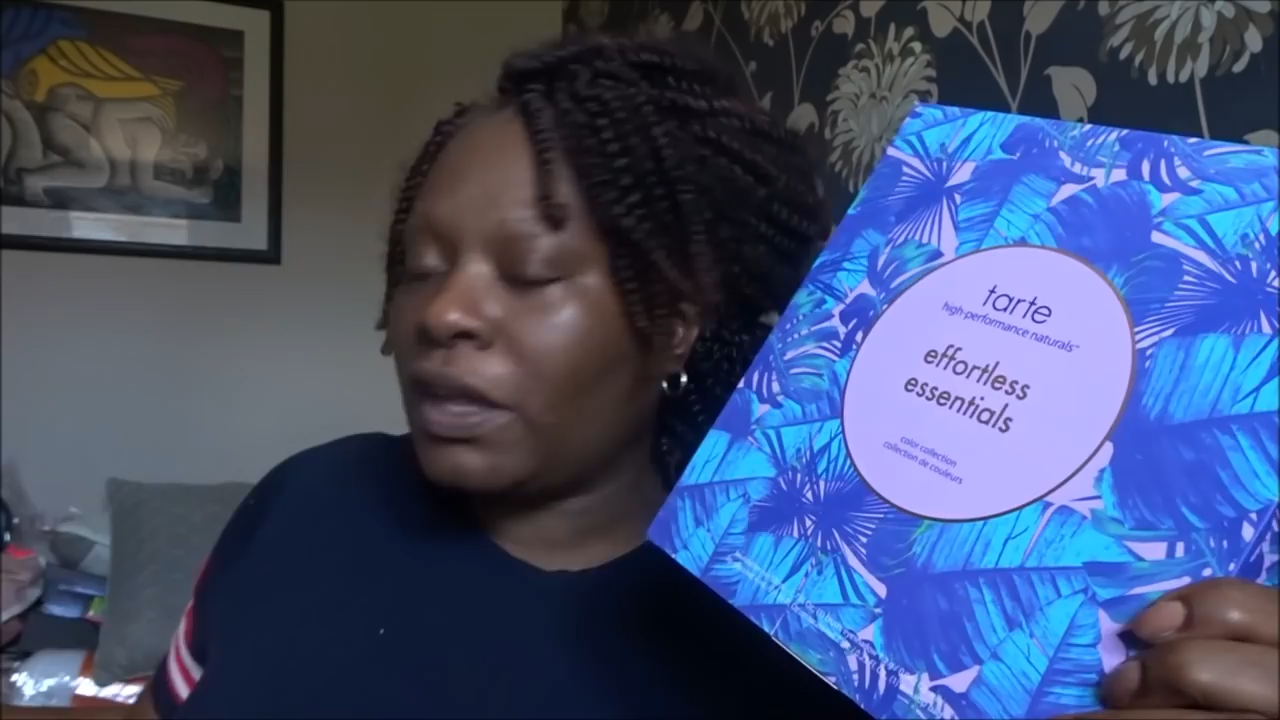 tarte
high-performance naturals™
effortless
essentials
color collection
collection de couleurs